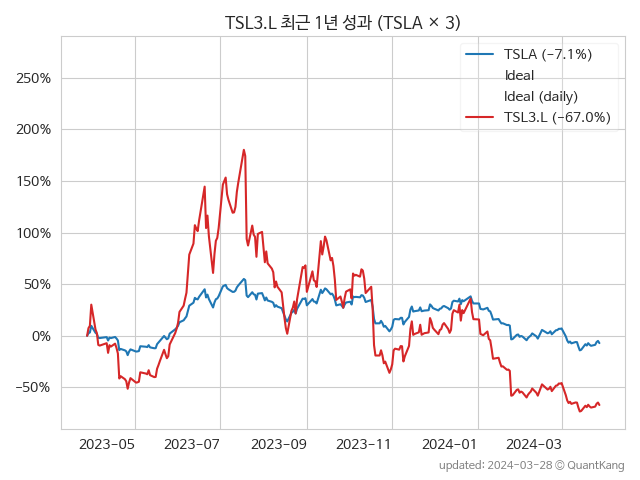 TSL3.L 최근 1년 성과 (TSLA × 3)
TSLA (−7.1%)
Ideal
Ideal (daily)
TSL3.L (−67.0%)
250%
200%
150%
100%
50%
0%
−50%
2023−05
2023−07
2023−09
2023−11
2024−01
2024−03
updated: 2024−03−28 © QuantKang